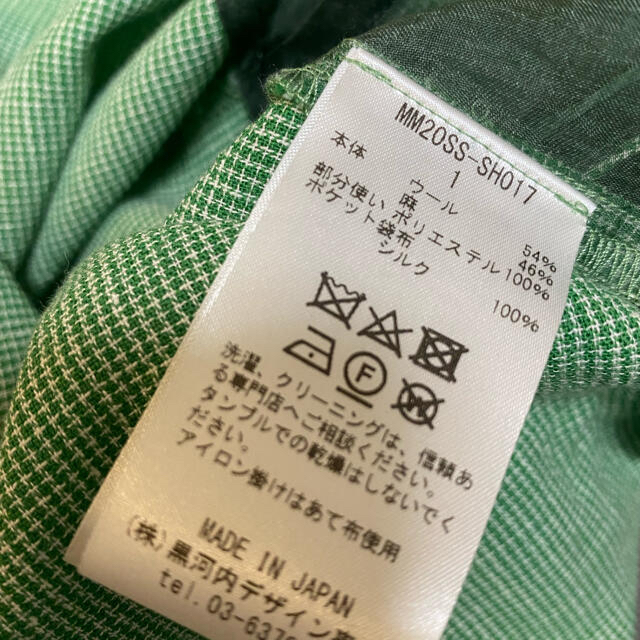 MM20SS-SH017
1
本体 ウール 54%
麻 46%
部分使い ポリエステル 100%
ポケット袋布
シルク 100%
F
洗濯、クリーニングは、信頼あ
る専門店へご相談ください。
タンブルでの乾燥はしないでく
ださい。
アイロン掛けはあて布使用
MADE IN JAPAN
(株)黒河内デザイン
tel. 03-637